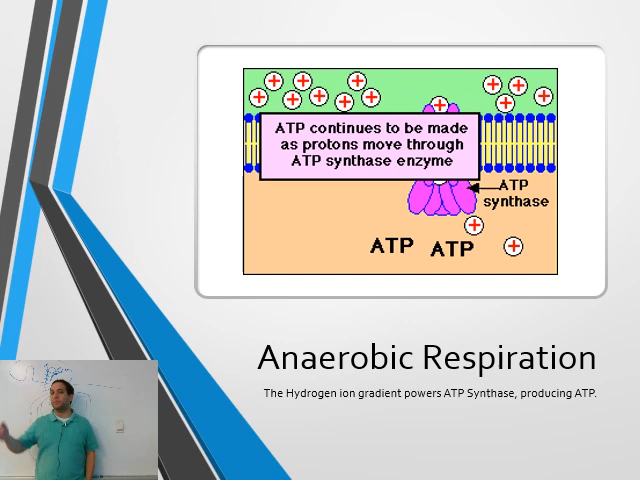 ATP continues to be made
as protons move through
ATP synthase enzyme
ATP
synthase
ATP ATP
Anaerobic Respiration
The Hydrogen ion gradient powers ATP Synthase, producing ATP.